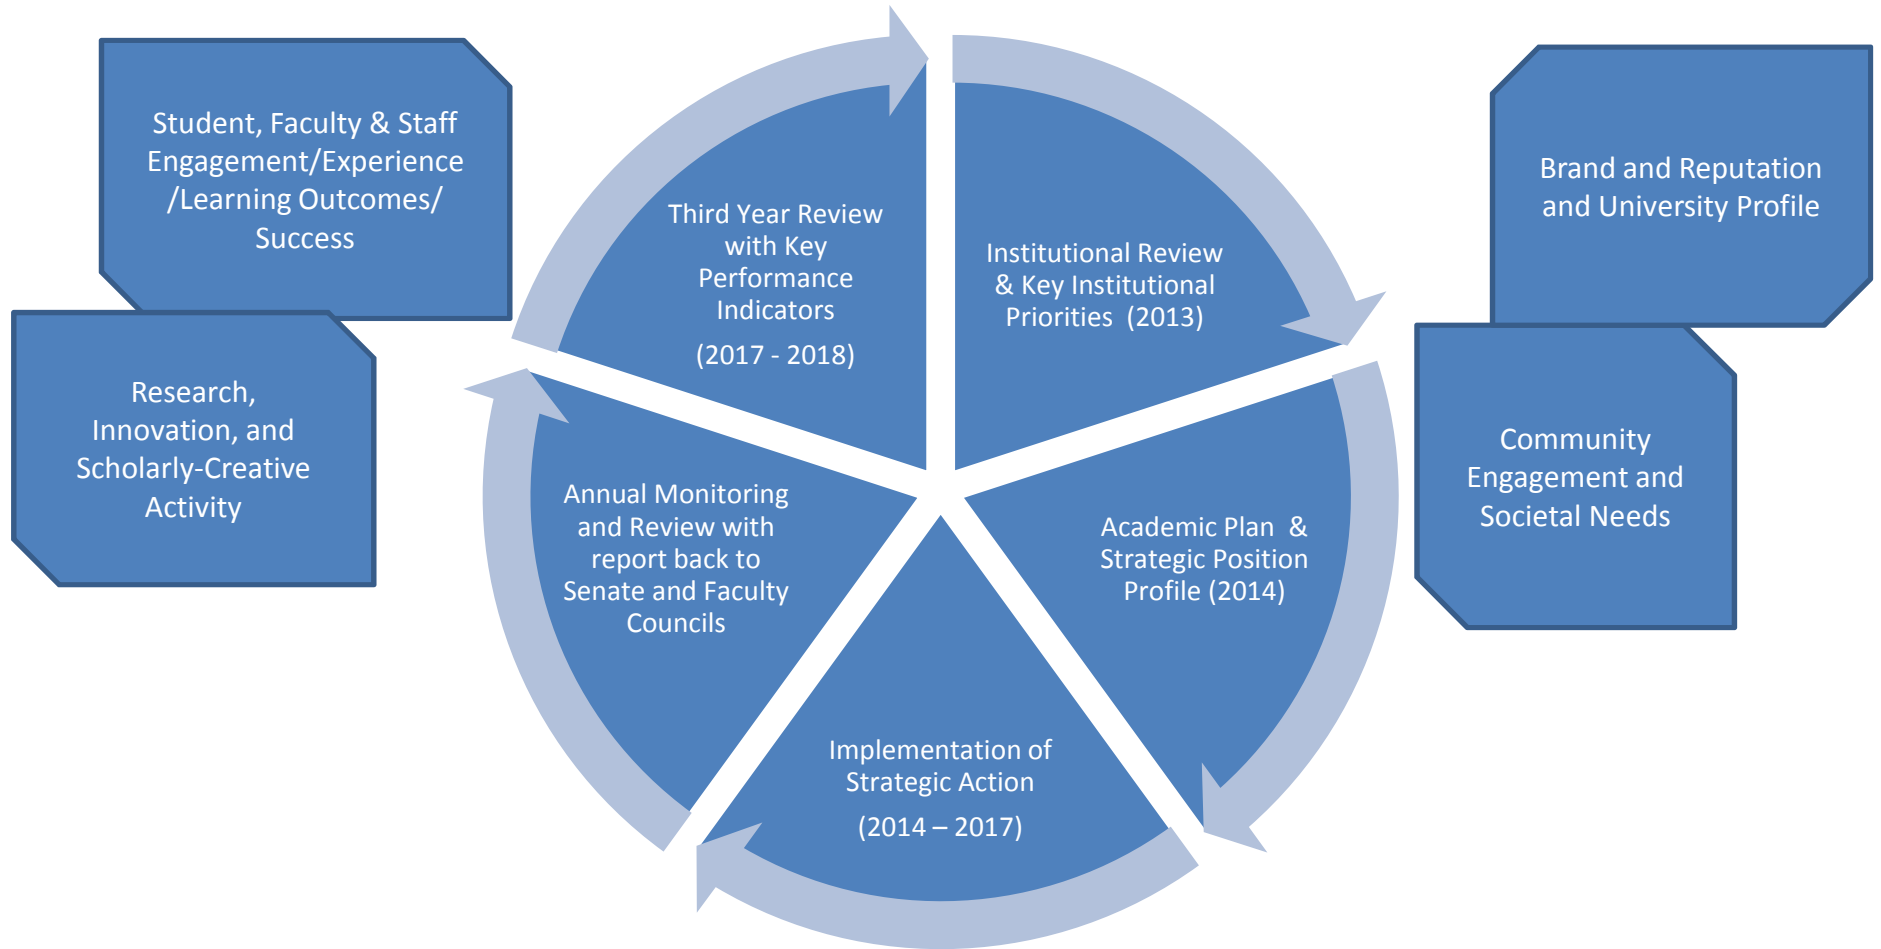 Student, Faculty & Staff
Engagement/Experience
/Learning Outcomes/
Success
Research,
Innovation, and
Scholarly-Creative
Activity
Third Year Review
with Key
Performance
Indicators
(2017 - 2018)
Institutional Review
& Key Institutional
Priorities (2013)
Annual Monitoring
and Review with
report back to
Senate and Faculty
Councils
Academic Plan &
Strategic Position
Profile (2014)
Implementation of
Strategic Action
(2014 – 2017)
Brand and Reputation
and University Profile
Community
Engagement and
Societal Needs